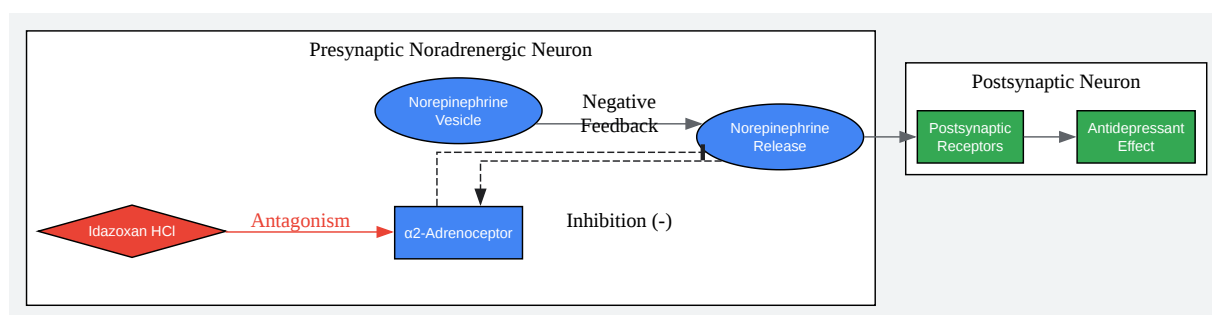 Presynaptic Noradrenergic Neuron
Norepinephrine
Vesicle
Negative
Feedback
Norepinephrine
Release
Idazoxan HCl
Antagonism
α2-Adrenoceptor
Inhibition (-)
Postsynaptic Neuron
Postsynaptic
Receptors
Antidepressant
Effect